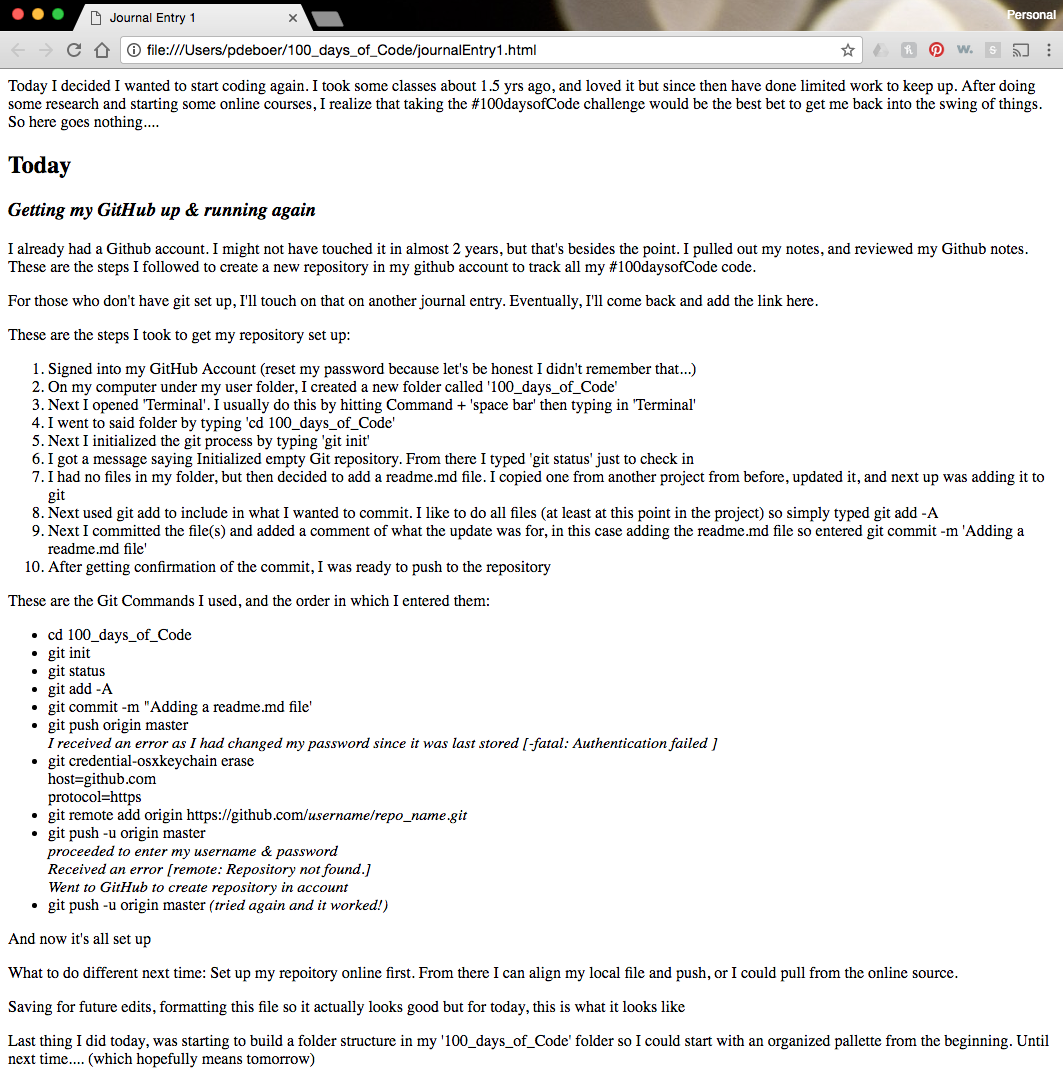 Journal Entry 1
Personal
file:///Users/pdeboer/100_days_of_Code/journalEntry1.html
w.
S
Today I decided I wanted to start coding again. I took some classes about 1.5 yrs ago, and loved it but since then have done limited work to keep up. After doing
some research and starting some online courses, I realize that taking the #100daysofCode challenge would be the best bet to get me back into the swing of things.
So here goes nothing....
Today
Getting my GitHub up & running again
I already had a Github account. I might not have touched it in almost 2 years, but that's besides the point. I pulled out my notes, and reviewed my Github notes.
These are the steps I followed to create a new repository in my github account to track all my #100daysofCode code.
For those who don't have git set up, I'll touch on that on another journal entry. Eventually, I'll come back and add the link here.
These are the steps I took to get my repository set up:
1. Signed into my GitHub Account (reset my password because let's be honest I didn't remember that...)
2. On my computer under my user folder, I created a new folder called '100_days_of_Code'
3. Next I opened 'Terminal'. I usually do this by hitting Command + 'space bar' then typing in 'Terminal'
4. I went to said folder by typing 'cd 100_days_of_Code'
5. Next I initialized the git process by typing 'git init'
6. I got a message saying Initialized empty Git repository. From there I typed 'git status' just to check in
7. I had no files in my folder, but then decided to add a readme.md file. I copied one from another project from before, updated it, and next up was adding it to
git
8. Next used git add to include in what I wanted to commit. I like to do all files (at least at this point in the project) so simply typed git add -A
9. Next I committed the file(s) and added a comment of what the update was for, in this case adding the readme.md file so entered git commit -m 'Adding a
readme.md file'
10. After getting confirmation of the commit, I was ready to push to the repository
These are the Git Commands I used, and the order in which I entered them:
• cd 100_days_of_Code
• git init
• git status
• git add -A
• git commit -m "Adding a readme.md file'
• git push origin master
I received an error as I had changed my password since it was last stored [-fatal: Authentication failed ]
• git credential-osxkeychain erase
host=github.com
protocol=https
• git remote add origin https://github.com/username/repo_name.git
• git push -u origin master
proceeded to enter my username & password
Received an error [remote: Repository not found.]
Went to GitHub to create repository in account
• git push -u origin master (tried again and it worked!)
And now it's all set up
What to do different next time: Set up my repoitory online first. From there I can align my local file and push, or I could pull from the online source.
Saving for future edits, formatting this file so it actually looks good but for today, this is what it looks like
Last thing I did today, was starting to build a folder structure in my '100_days_of_Code' folder so I could start with an organized pallette from the beginning. Until
next time.... (which hopefully means tomorrow)